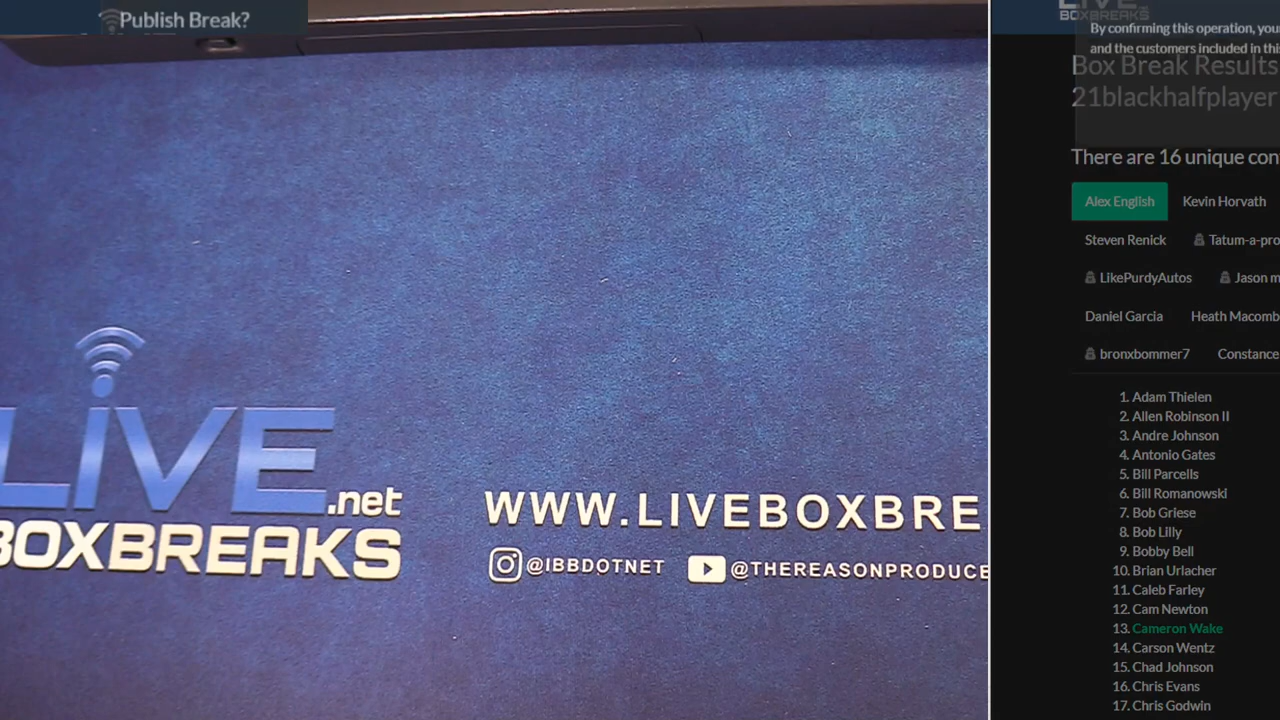 Publish Break?
LIVE
BOXBREAKS
By confirming this operation, your
and the customers included in this
Box Break Results
21blackhalfplayer
There are 16 unique con
Alex English
Kevin Horvath
Steven Renick
Tatum-a-pro
LikePurdyAutos
Jason m
Daniel Garcia
Heath Macomb
bronxbommer7
Constance
1. Adam Thielen
2. Allen Robinson II
3. Andre Johnson
4. Antonio Gates
5. Bill Parcells
6. Bill Romanowski
7. Bob Griese
8. Bob Lilly
9. Bobby Bell
10. Brian Urlacher
11. Caleb Farley
12. Cam Newton
13. Cameron Wake
14. Carson Wentz
15. Chad Johnson
16. Chris Evans
17. Chris Godwin
LIVE.net
BOXBREAKS
WWW.LIVEBOXBRE
@IBBDOTNET @THEREASONPRODUCE